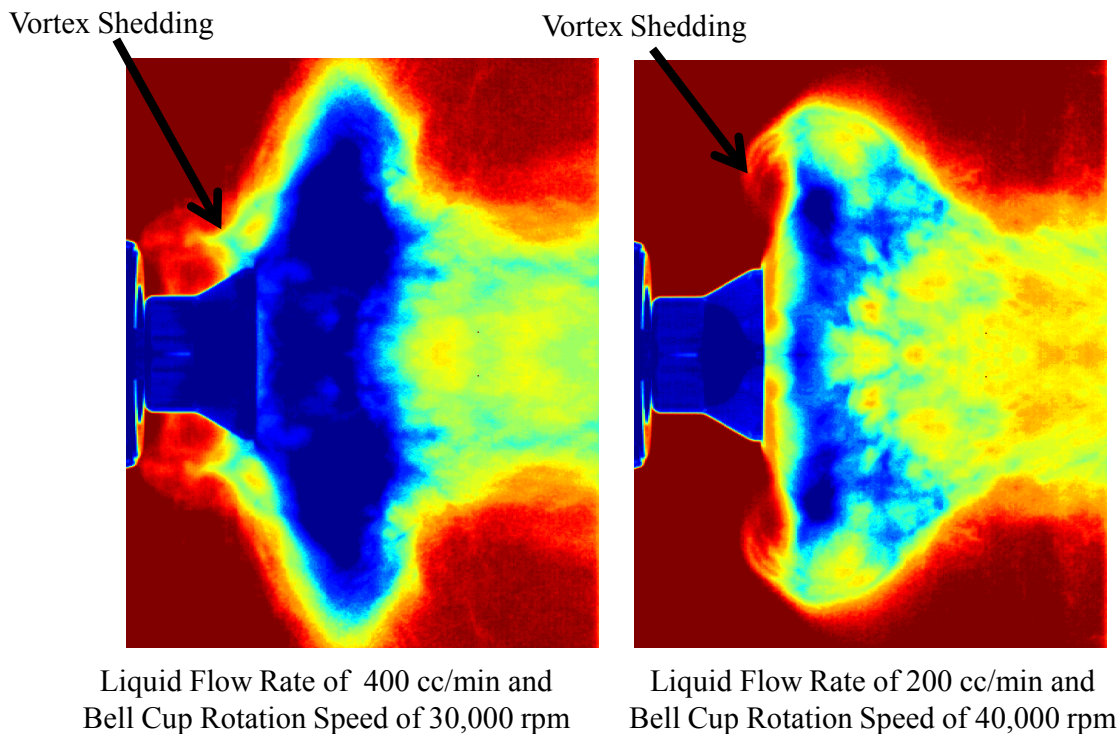 Vortex Shedding
Vortex Shedding
Liquid Flow Rate of 400 cc/min and
Bell Cup Rotation Speed of 30,000 rpm
Liquid Flow Rate of 200 cc/min and
Bell Cup Rotation Speed of 40,000 rpm